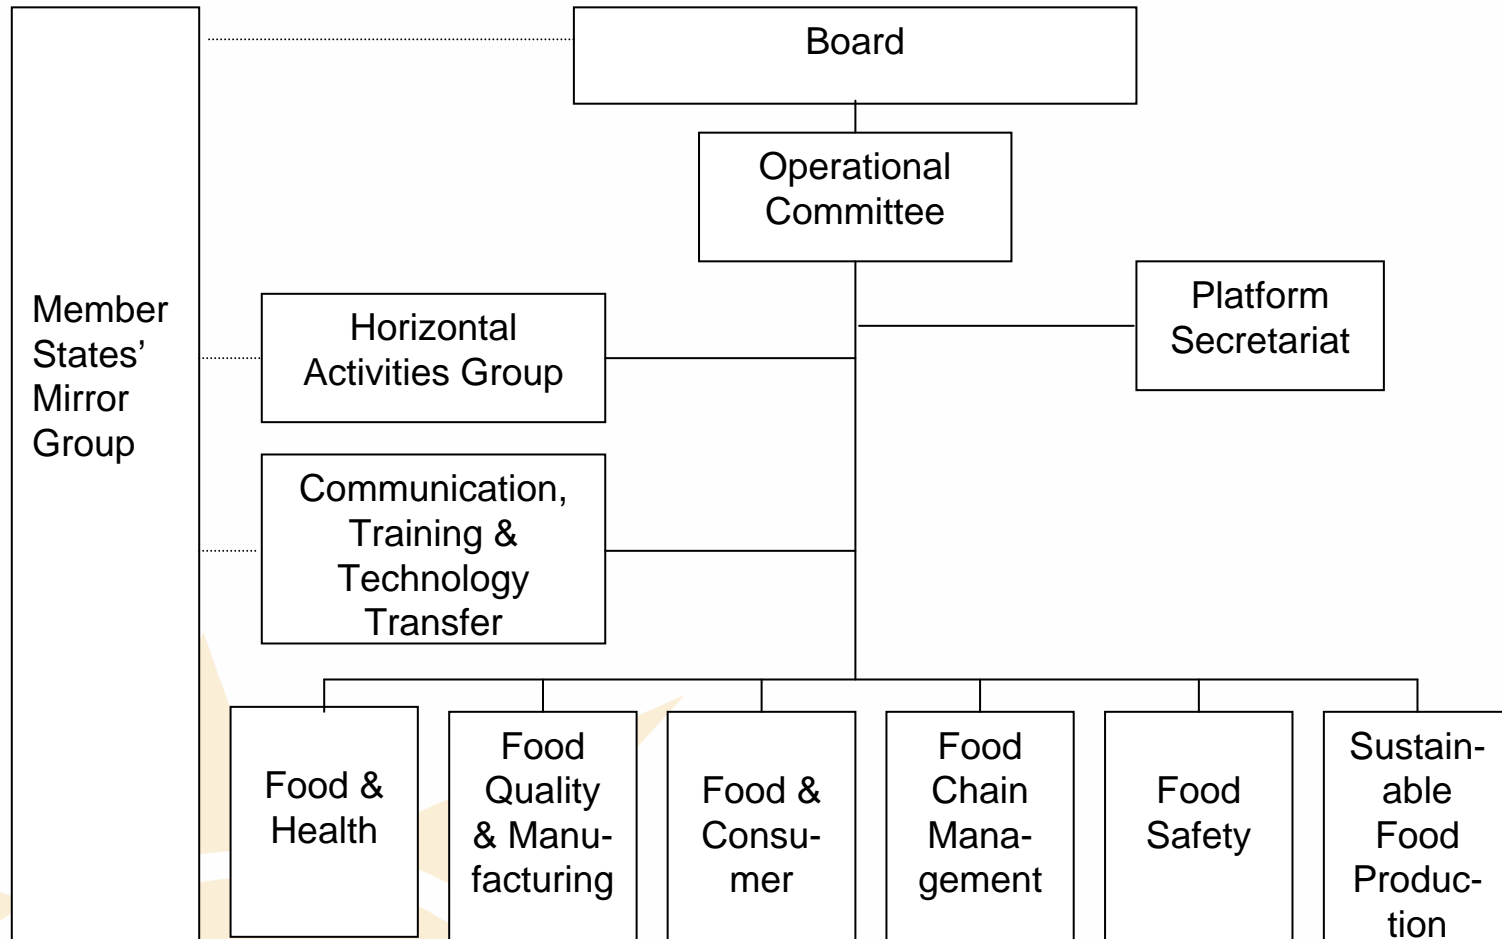 Board
Operational
Committee
Member
States’
Mirror
Group
Horizontal
Activities Group
Platform
Secretariat
Communication,
Training &
Technology
Transfer
Food &
Health
Food
Quality
& Manu-
facturing
Food &
Consu-
mer
Food
Chain
Mana-
gement
Food
Safety
Sustain-
able
Food
Produc-
tion